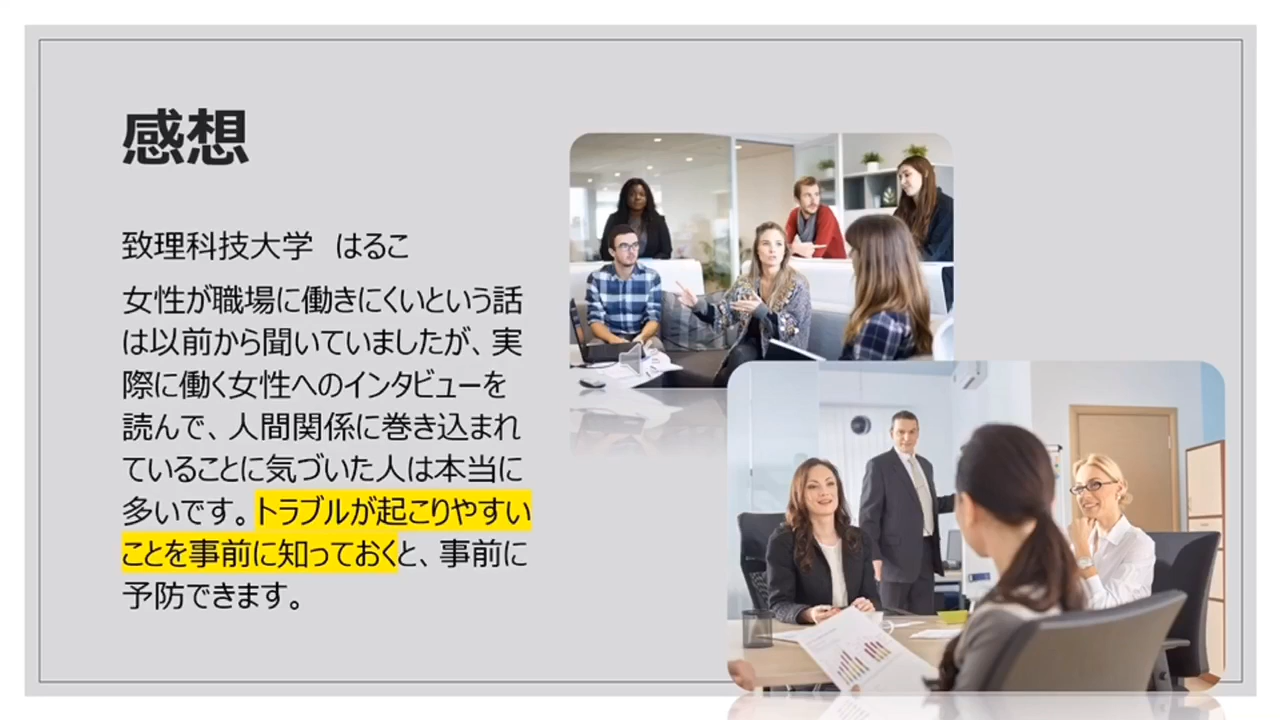 感想
致理科技大学　はるこ
女性が職場に働きにくいという話
は以前から聞いていましたが、実
際に働く女性へのインタビューを
読んで、人間関係に巻き込まれ
ていることに気づいた人は本当に
多いです。トラブルが起こりやすい
ことを事前に知っておくと、事前に
予防できます。